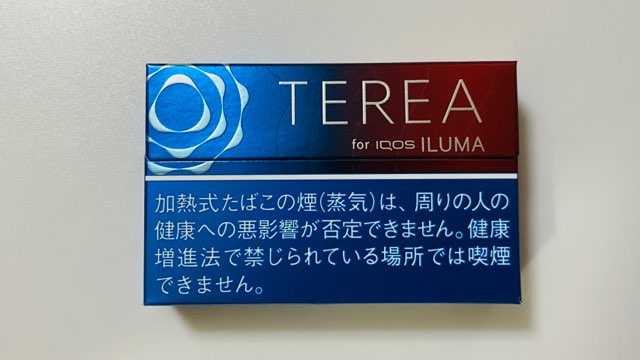 TEREA
for IQOS ILUMA
加熱式たばこの煙(蒸気)は、周りの人の
健康への悪影響が否定できません。健康
増進法で禁じられている場所では喫煙
できません。